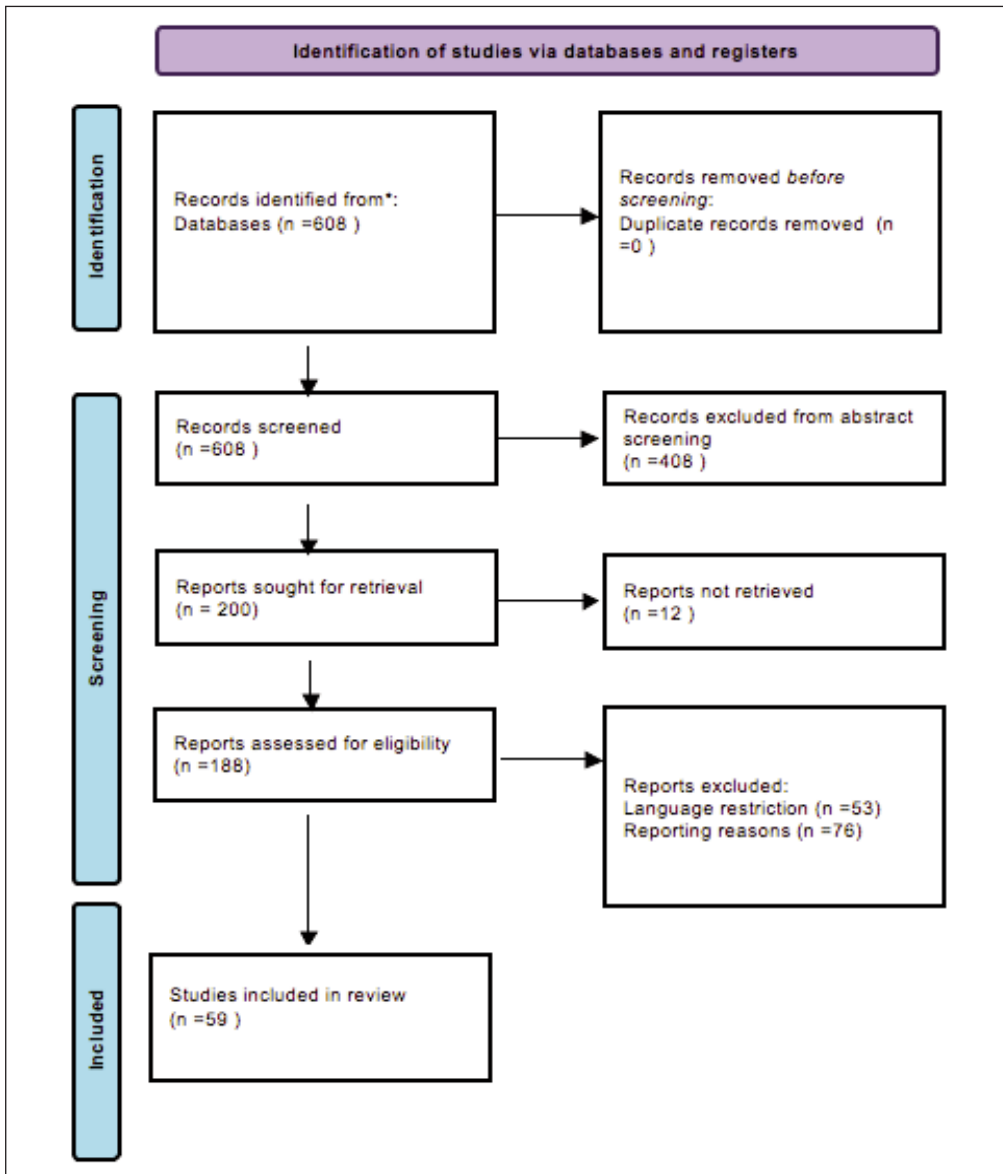 Identification of studies via databases and registers
Identification
Records identified from*:
Databases (n =608 )
Records removed before
screening:
Duplicate records removed  (n
=0 )
Screening
Records screened
(n =608 )
Records excluded from abstract
screening
(n =408 )
Reports sought for retrieval
(n = 200)
Reports not retrieved
(n =12 )
Reports assessed for eligibility
(n =188)
Reports excluded:
Language restriction (n =53)
Reporting reasons (n =76)
Included
Studies included in review
(n =59 )